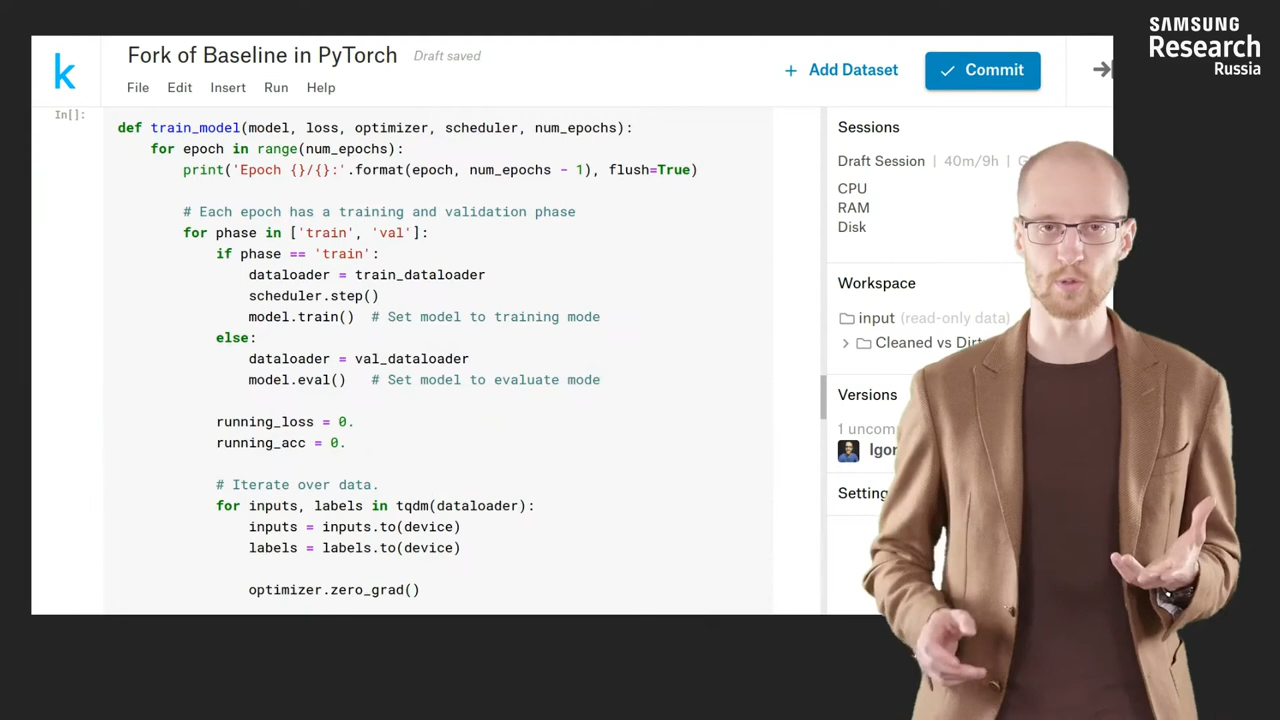 SAMSUNG
Research
Russia
k
Fork of Baseline in PyTorch Draft saved
+ Add Dataset
Commit
File Edit Insert Run Help
In[]:
def train_model(model, loss, optimizer, scheduler, num_epochs):
for epoch in range(num_epochs):
print('Epoch {}/{}:'.format(epoch, num_epochs - 1), flush=True)
# Each epoch has a training and validation phase
for phase in ['train', 'val']:
if phase == 'train':
dataloader = train_dataloader
scheduler.step()
model.train() # Set model to training mode
else:
dataloader = val_dataloader
model.eval() # Set model to evaluate mode
running_loss = 0.
running_acc = 0.
# Iterate over data.
for inputs, labels in tqdm(dataloader):
inputs = inputs.to(device)
labels = labels.to(device)
optimizer.zero_grad()
Sessions
Draft Session | 40m/9h |
CPU
RAM
Disk
Workspace
input (read-only data)
Cleaned vs
Versions
1
Igor